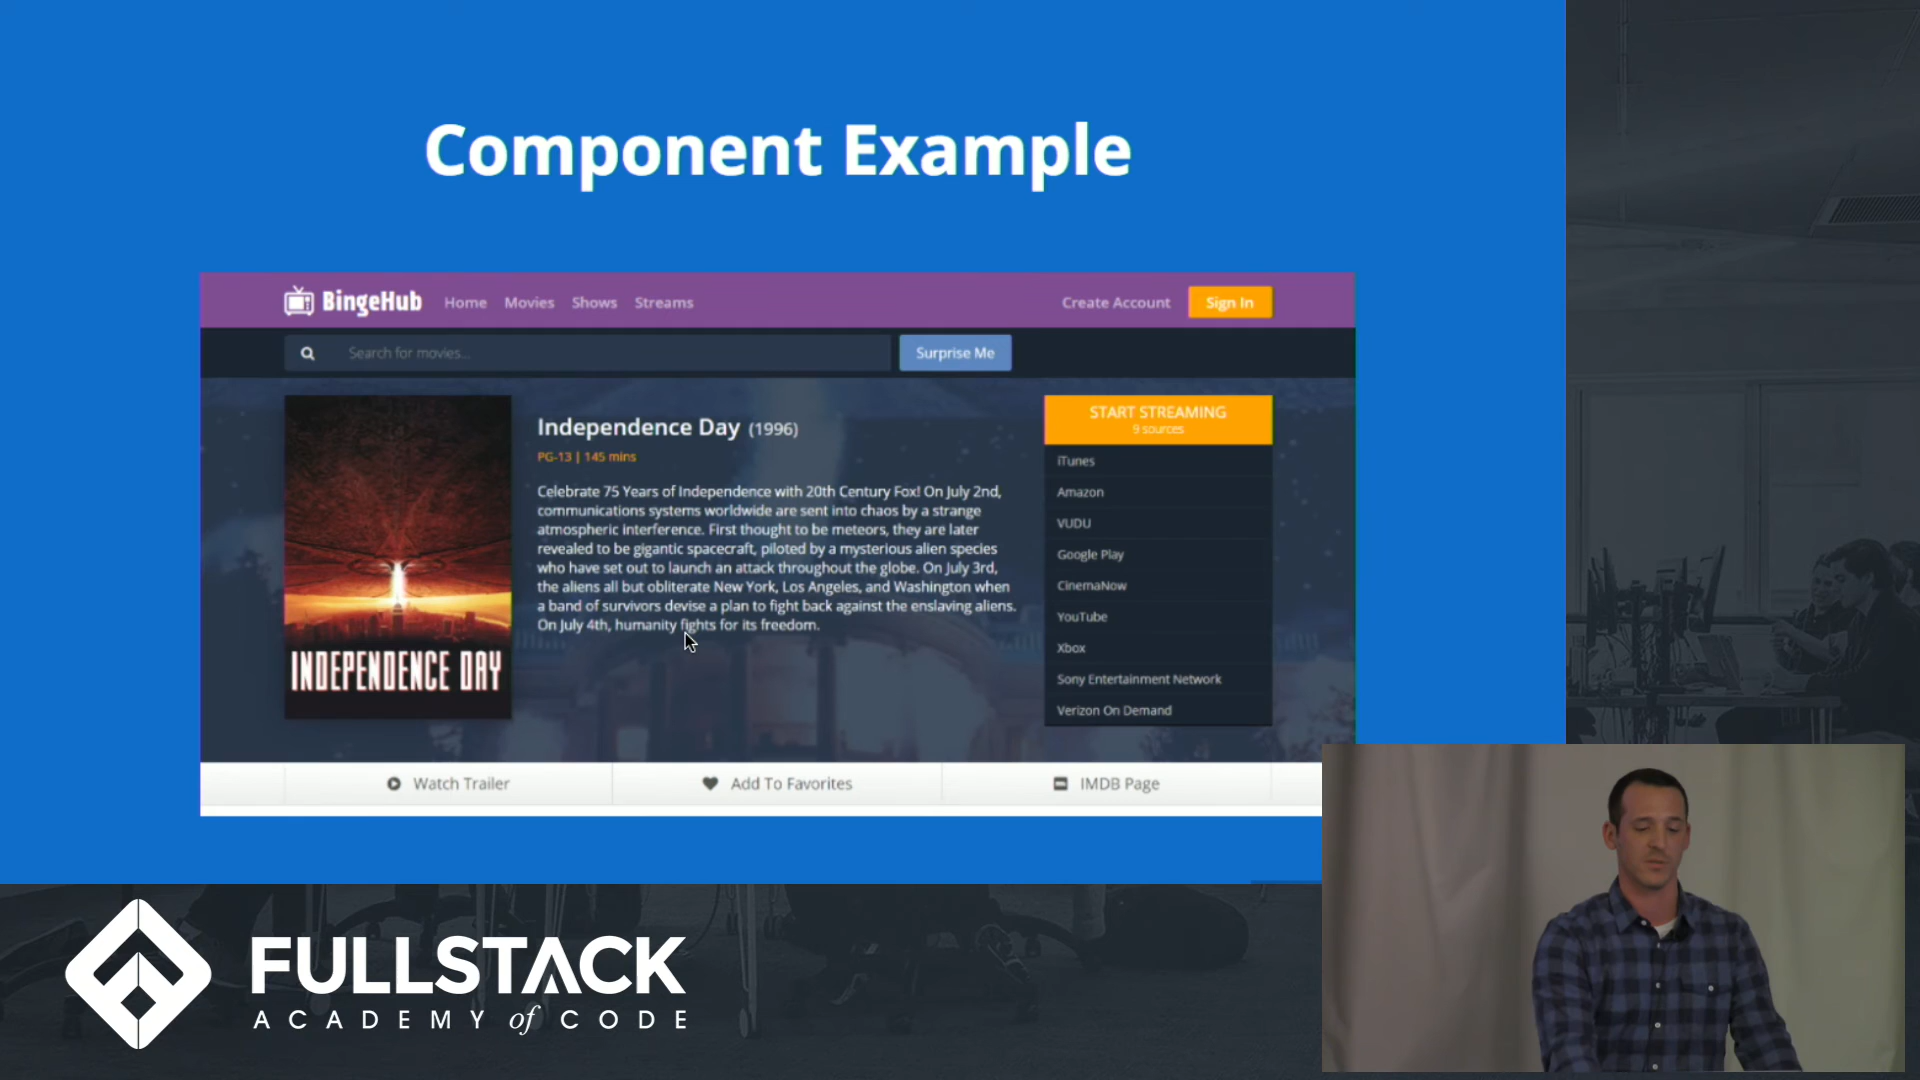 Component Example
BingeHub Home Movies Shows Streams Create Account Sign In
Search for movies... Surprise Me
INDEPENDENCE DAY
Independence Day (1996)
PG-13 | 145 mins
Celebrate 75 Years of Independence with 20th Century Fox! On July 2nd,
communications systems worldwide are sent into chaos by a strange
atmospheric interference. First thought to be meteors, they are later
revealed to be gigantic spacecraft, piloted by a mysterious alien species
who have set out to launch an attack throughout the globe. On July 3rd,
the aliens all but obliterate New York, Los Angeles, and Washington when
a band of survivors devise a plan to fight back against the enslaving aliens.
On July 4th, humanity fights for its freedom.
START STREAMING
9 sources
iTunes
Amazon
VUDU
Google Play
CinemaNow
YouTube
Xbox
Sony Entertainment Network
Verizon On Demand
Watch Trailer Add To Favorites IMDB Page
FULLSTACK
ACADEMY of CODE